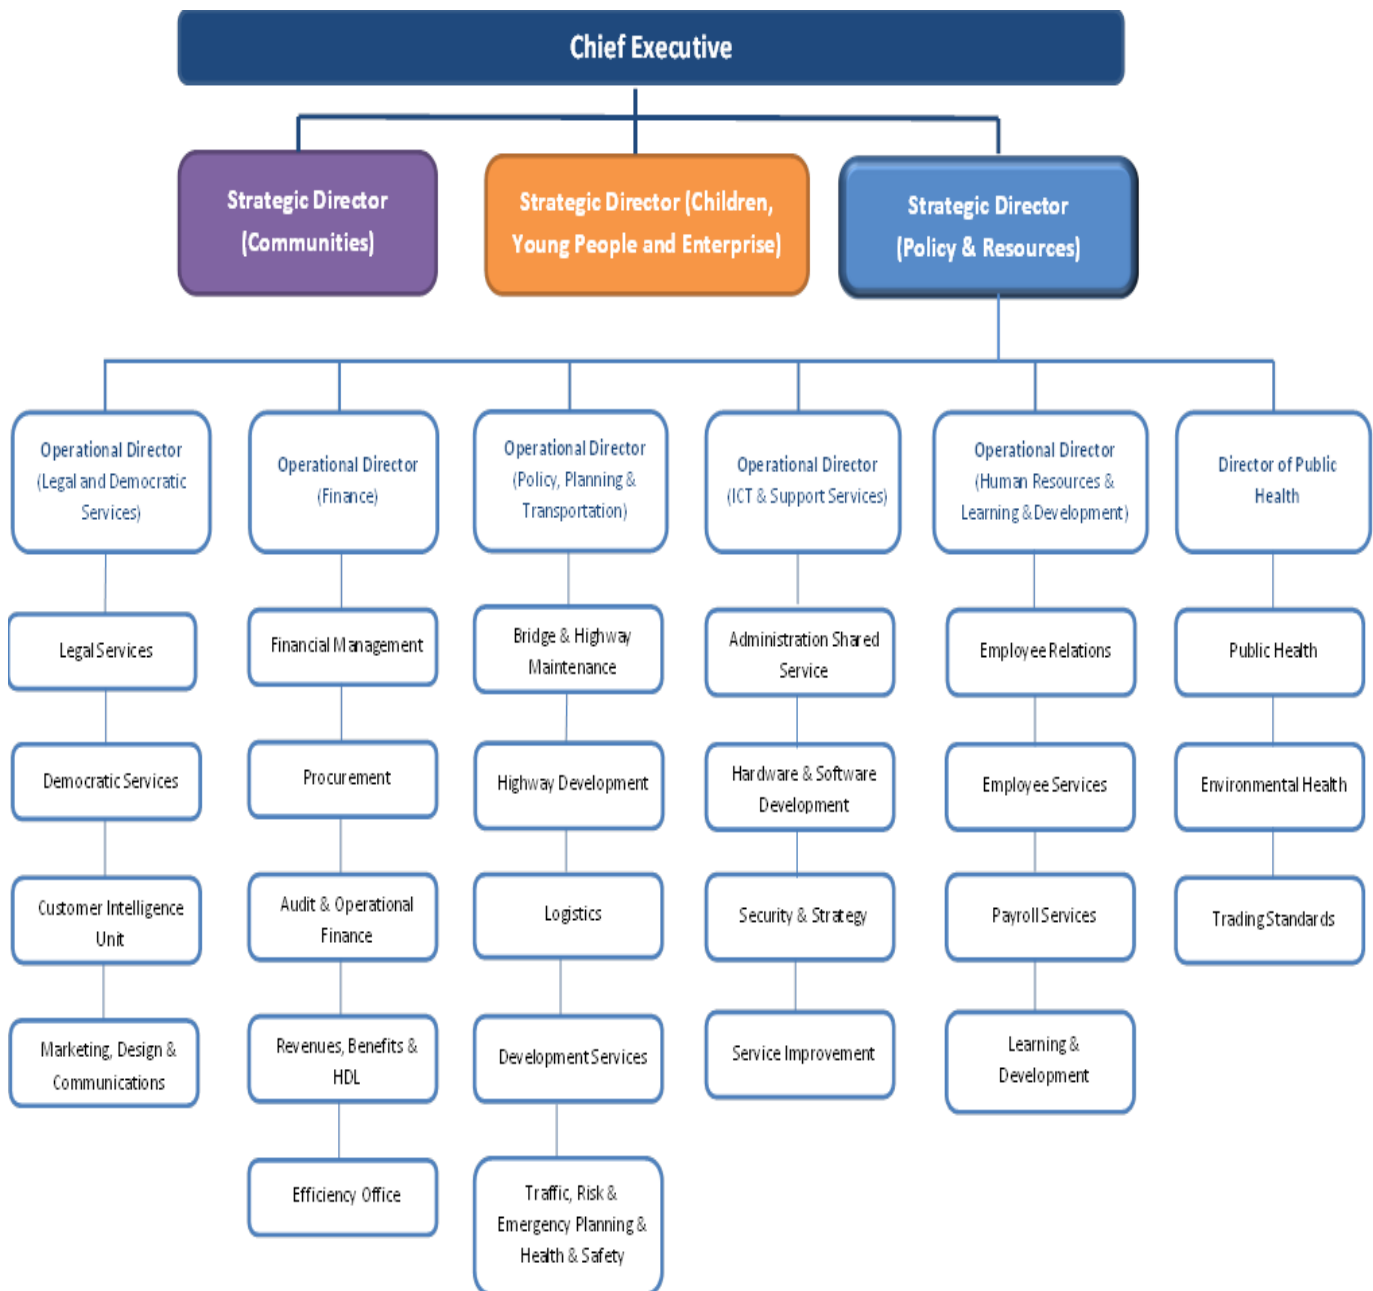 Chief Executive
Strategic Director
(Communities)
Strategic Director (Children,
Young People and Enterprise)
Strategic Director
(Policy & Resources)
Operational Director
(Legal and Democratic
Services)
Operational Director
(Finance)
Operational Director
(Policy, Planning &
Transportation)
Operational Director
(ICT & Support Services)
Operational Director
(Human Resources &
Learning & Development)
Director of Public
Health
Legal Services
Democratic Services
Customer Intelligence
Unit
Marketing, Design &
Communications
Financial Management
Procurement
Audit & Operational
Finance
Revenues, Benefits &
HDL
Efficiency Office
Bridge & Highway
Maintenance
Highway Development
Logistics
Development Services
Traffic, Risk &
Emergency Planning &
Health & Safety
Administration Shared
Service
Hardware & Software
Development
Security & Strategy
Service Improvement
Employee Relations
Employee Services
Payroll Services
Learning &
Development
Public Health
Environmental Health
Trading Standards